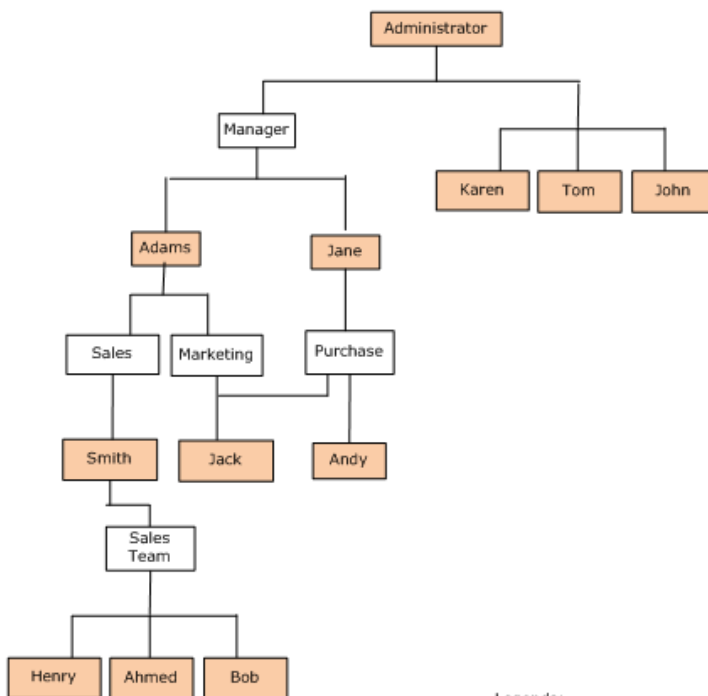 Administrator
Manager
Karen
Tom
John
Adams
Jane
Sales
Marketing
Purchase
Smith
Jack
Andy
Sales
Team
Henry
Ahmed
Bob